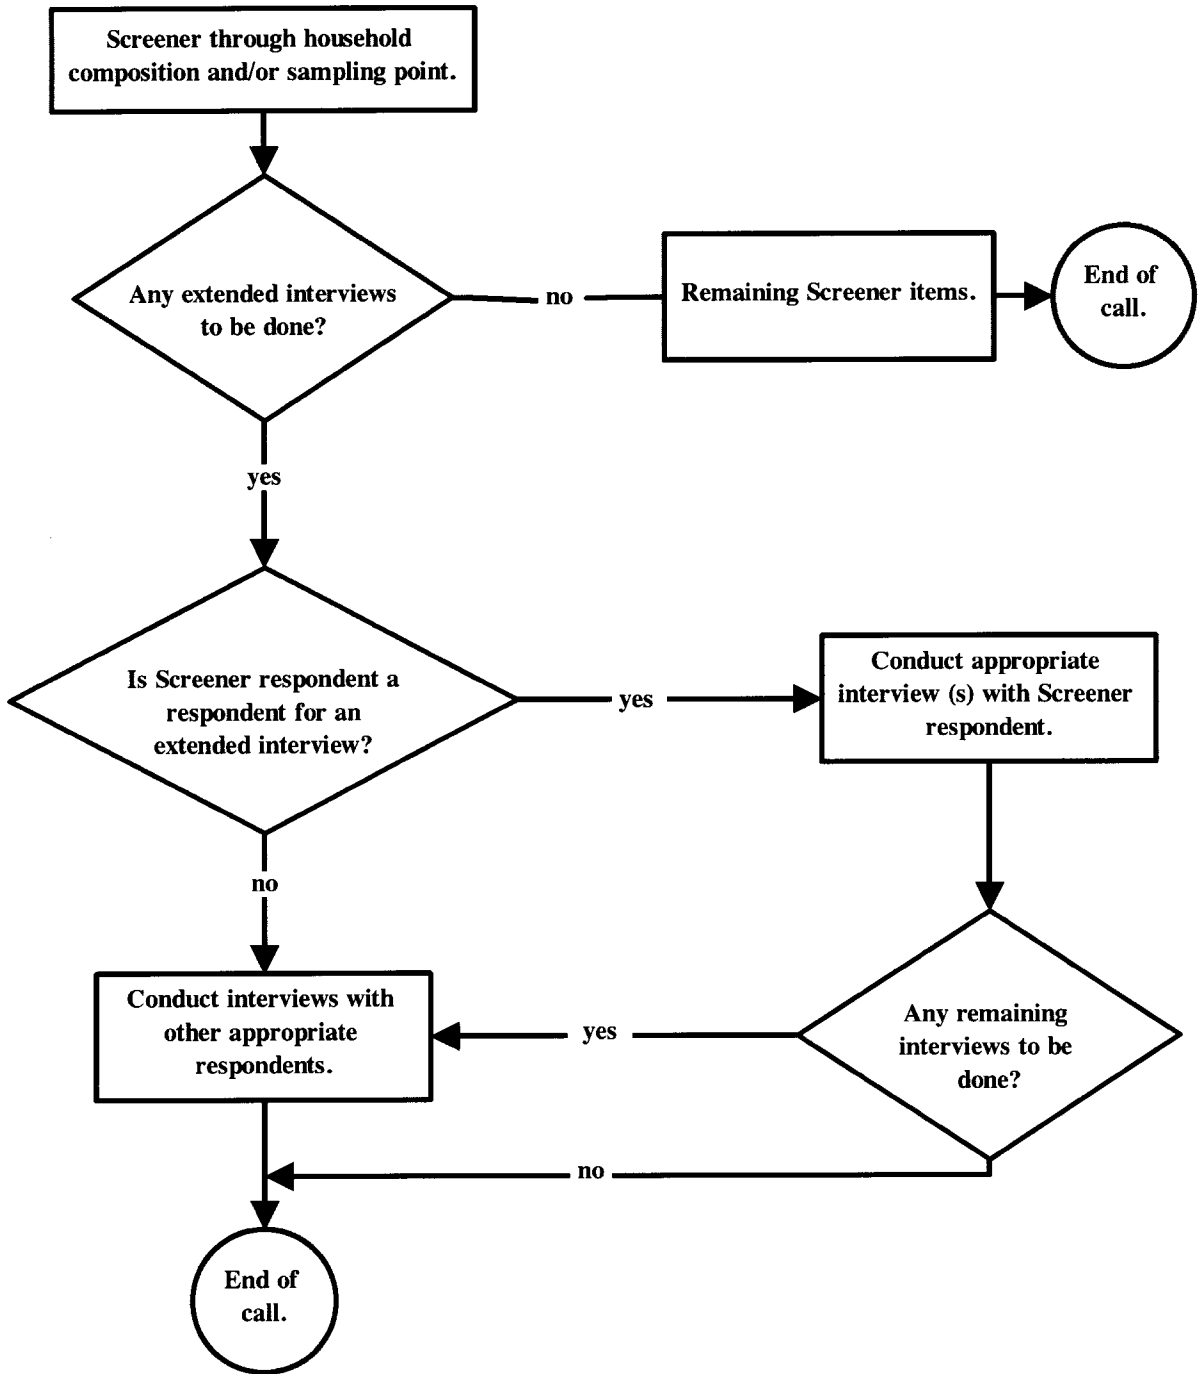 Screener through household
composition and/or sampling point.
Any extended interviews
to be done?
no
Remaining Screener items.
End of
call.
yes
Is Screener respondent a
respondent for an
extended interview?
yes
Conduct appropriate
interview (s) with Screener
respondent.
no
Conduct interviews with
other appropriate
respondents.
yes
Any remaining
interviews to be
done?
no
End of
call.